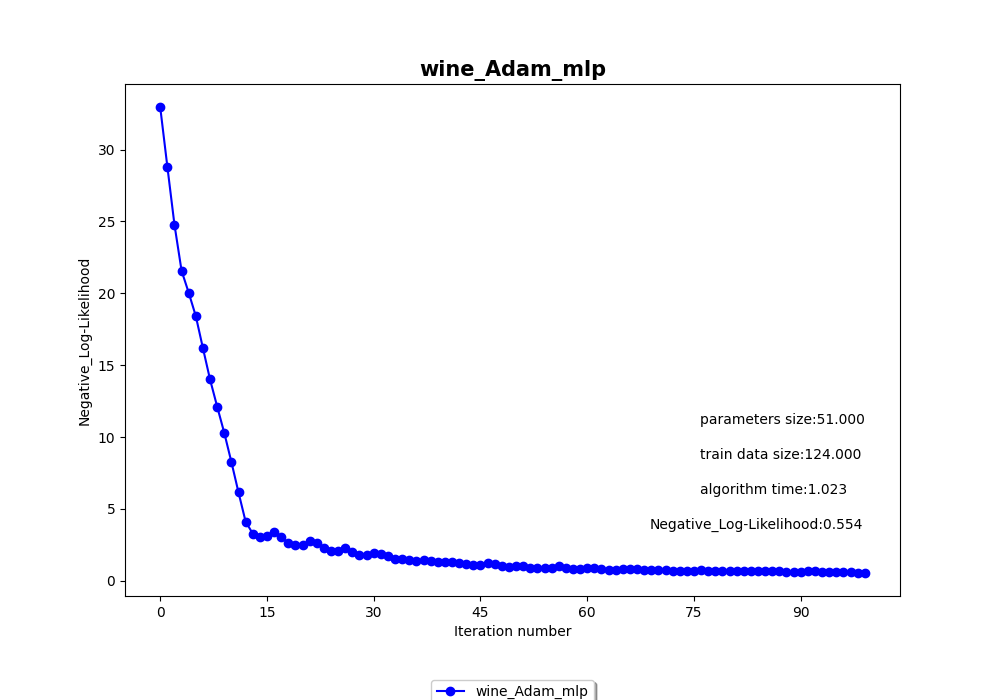 wine_Adam_mlp
Negative_Log-Likelihood
30
25
20
15
10
5
0
parameters size:51.000
train data size:124.000
algorithm time:1.023
Negative_Log-Likelihood:0.554
0 15 30 45 60 75 90
Iteration number
wine_Adam_mlp